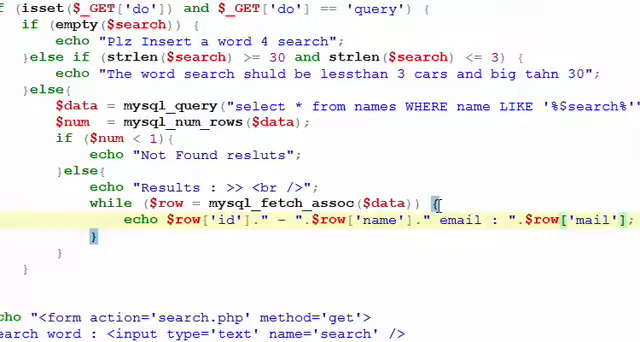 f (isset($_GET['do']) and $_GET['do'] == 'query') {
if (empty($search)) {
echo "Plz Insert a word 4 search";
}else if (strlen($search) >= 30 and strlen($search) <= 3) {
echo "The word search shuld be lessthan 3 cars and big tahn 30";
}else{
$data = mysql_query("select * from names WHERE name LIKE '%$search%'"
$num = mysql_num_rows($data);
if ($num < 1){
echo "Not Found resluts";
}else{
echo "Results : >> <br />";
while ($row = mysql_fetch_assoc($data)) {
echo $row['id']." - ".$row['name']." email : ".$row['mail'];
}
}
}
cho "<form action='search.php' method='get'>
earch word : <input type='text' name='search' />